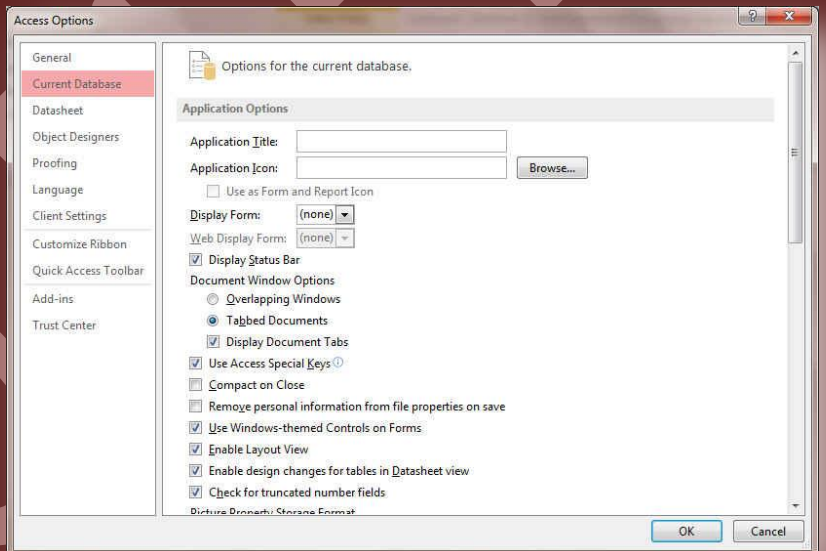 Access Options
General
Current Database
Datasheet
Object Designers
Proofing
Language
Client Settings
Customize Ribbon
Quick Access Toolbar
Add-ins
Trust Center
Options for the current database.
Application Options
Application Title:
Application Icon:
Browse...
Use as Form and Report Icon
Display Form: (none)
Web Display Form: (none)
Display Status Bar
Document Window Options
Overlapping Windows
Tabbed Documents
Display Document Tabs
Use Access Special Keys
Compact on Close
Remove personal information from file properties on save
Use Windows-themed Controls on Forms
Enable Layout View
Enable design changes for tables in Datasheet view
Check for truncated number fields
Picture Property Storage Format
OK Cancel